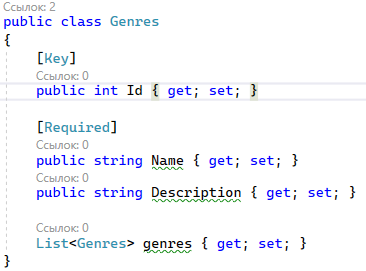 Ссылок: 2
public class Genres
{
[Key]
Ссылок: 0
public int Id { get; set; }
[Required]
Ссылок: 0
public string Name { get; set; }
Ссылок: 0
public string Description { get; set; }
Ссылок: 0
List<Genres> genres { get; set; }
}